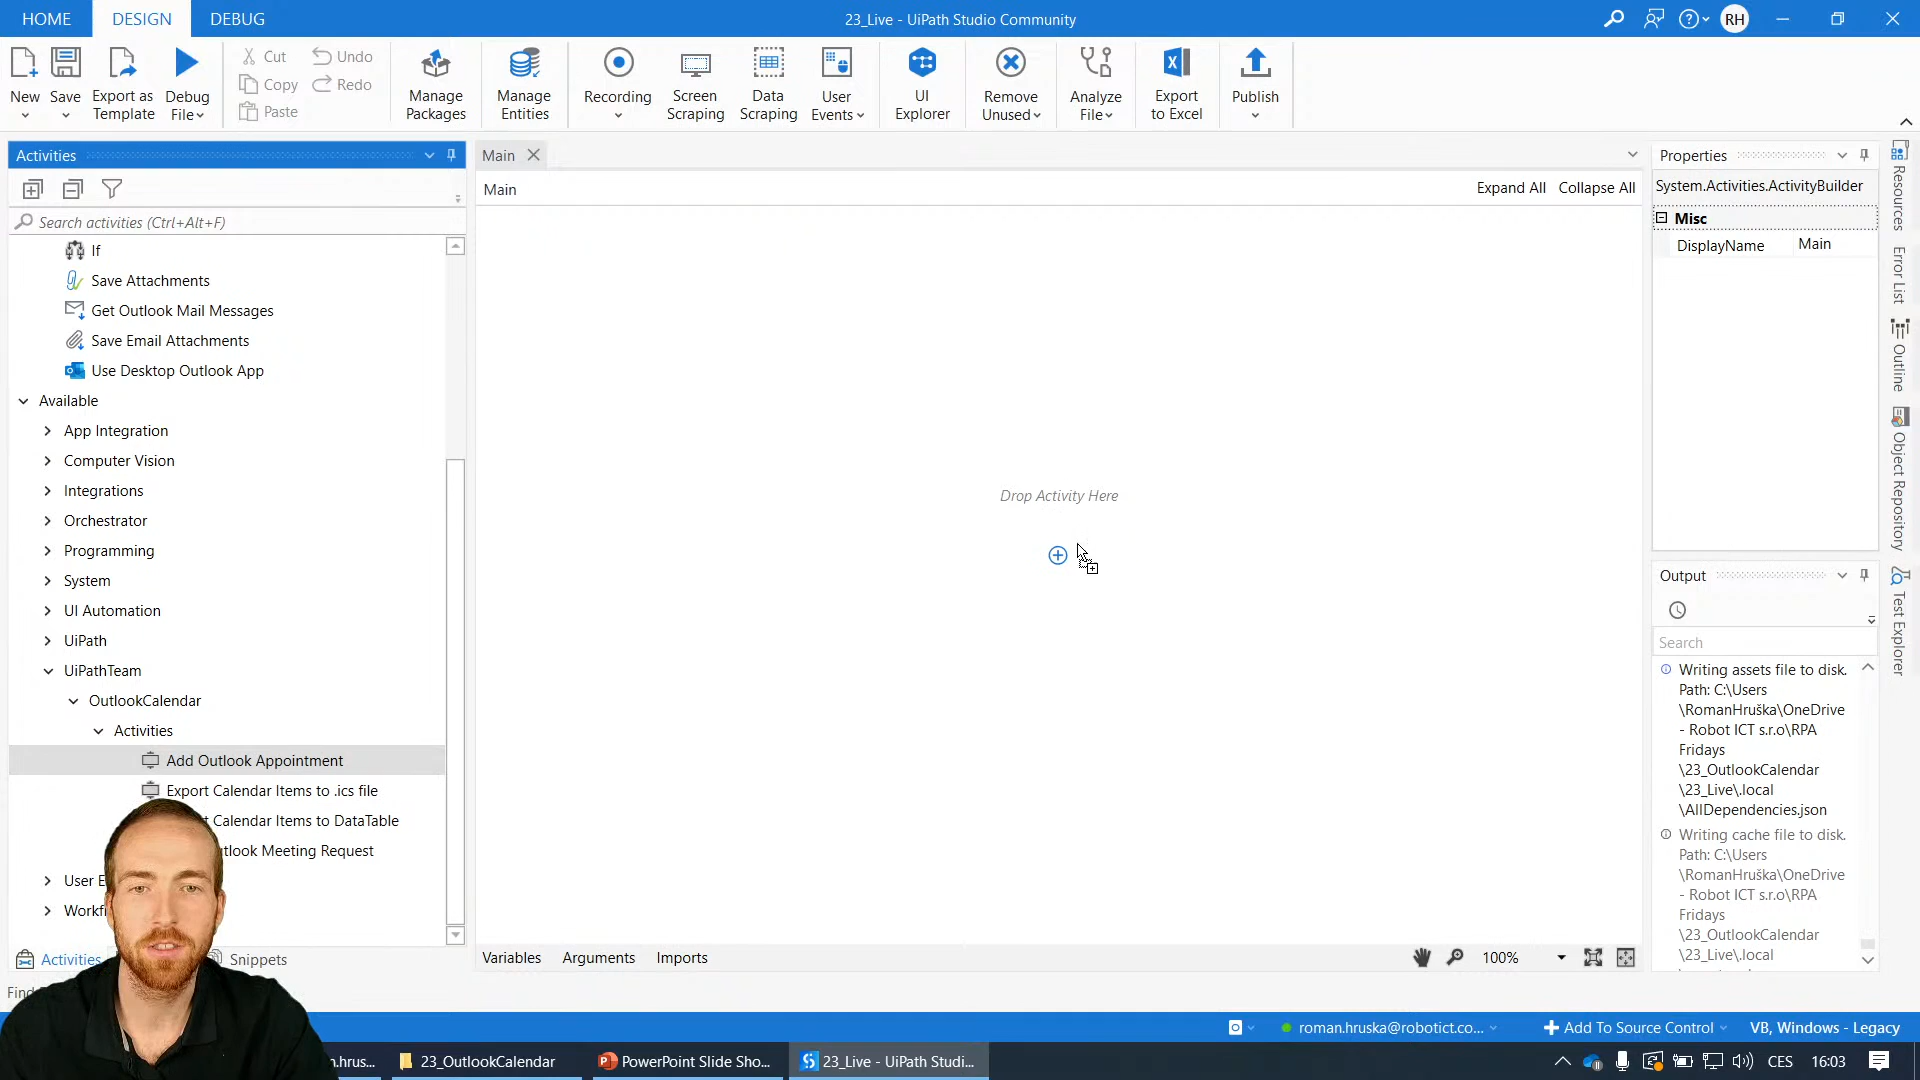 HOME
DESIGN
DEBUG
23_Live - UiPath Studio Community
RH
New
Save
Export as
Template
Debug
File
Cut
Copy
Paste
Undo
Redo
Manage
Packages
Manage
Entities
Recording
Screen
Scraping
Data
Scraping
User
Events
UI
Explorer
Remove
Unused
Analyze
File
Export
to Excel
Publish
Activities
Search activities (Ctrl+Alt+F)
If
Save Attachments
Get Outlook Mail Messages
Save Email Attachments
Use Desktop Outlook App
Available
App Integration
Computer Vision
Integrations
Orchestrator
Programming
System
UI Automation
UiPath
UiPathTeam
OutlookCalendar
Activities
Add Outlook Appointment
Export Calendar Items to .ics file
Calendar Items to DataTable
Meeting Request
User
Activities
Snippets
Main
Main
Expand All
Collapse All
Drop Activity Here
Variables
Arguments
Imports
100%
Properties
System.Activities.ActivityBuilder
Misc
DisplayName
Main
Output
Search
Writing assets file to disk.
Path: C:\Users
\RomanHruška\OneDrive
- Robot ICT s.r.o\RPA
Fridays
\23_OutlookCalendar
\23_Live\.local
\AllDependencies.json
Writing cache file to disk.
Path: C:\Users
\RomanHruška\OneDrive
- Robot ICT s.r.o\RPA
Fridays
\23_OutlookCalendar
\23_Live\.local
Resources
Error List
Outline
Object Repository
Test Explorer
roman.hruska@robotict.co...
Add To Source Control
VB, Windows - Legacy
23_OutlookCalendar
PowerPoint Slide Sho...
23_Live - UiPath Studi...
CES
16:03